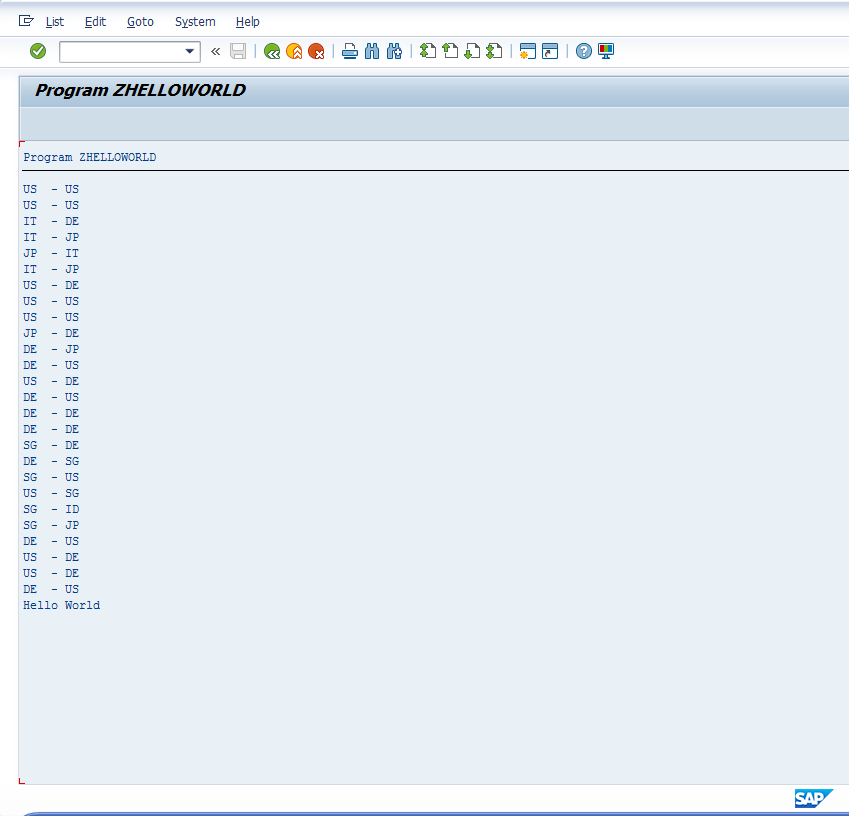 List Edit Goto System Help
Program ZHELLOWORLD
Program ZHELLOWORLD
US - US
US - US
IT - DE
IT - JP
JP - IT
IT - JP
US - DE
US - US
US - US
JP - DE
DE - JP
DE - US
US - DE
DE - US
DE - DE
DE - DE
SG - DE
DE - SG
SG - US
US - SG
SG - ID
SG - JP
DE - US
US - DE
US - DE
DE - US
Hello World
SAP